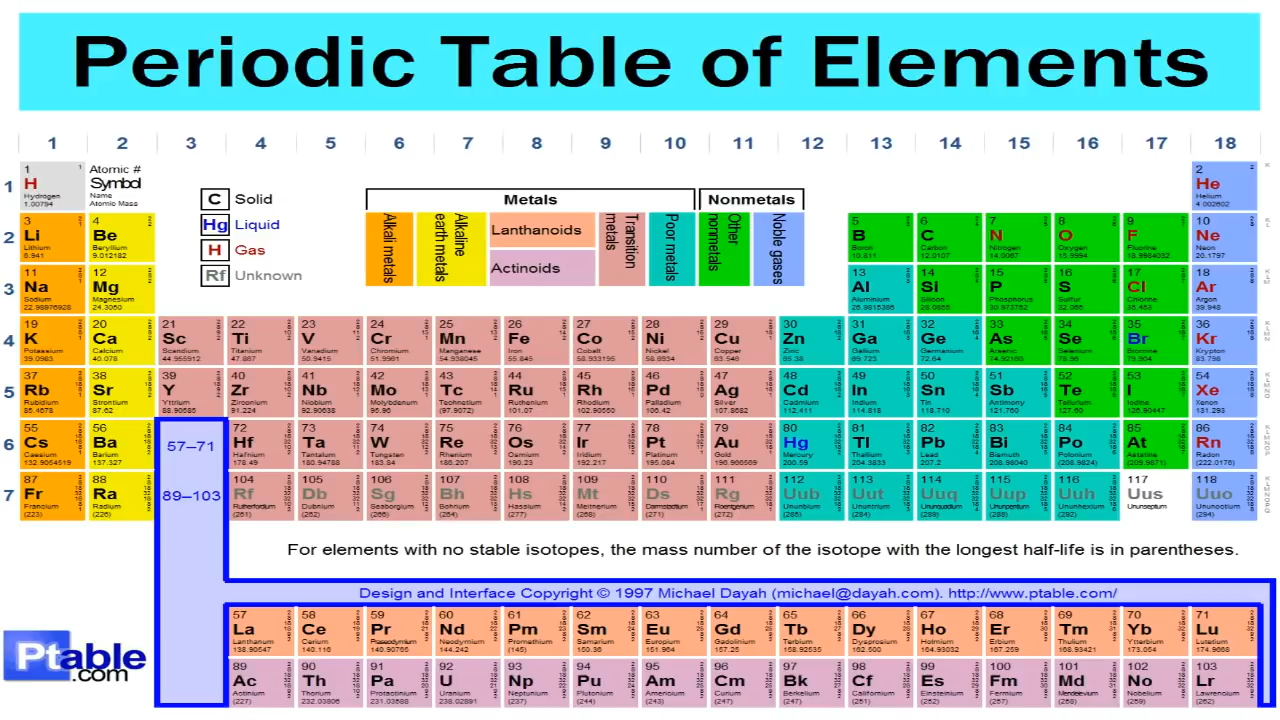 Periodic Table of Elements
1 2 3 4 5 6 7 8 9 10 11 12 13 14 15 16 17 18
1
1 H Hydrogen 1.00794
Atomic #
Symbol
Name
Atomic Mass
C Solid
Hg Liquid
H Gas
Rf Unknown
Metals
Nonmetals
Alkali metals
Alkaline earth metals
Lanthanoids
Actinoids
Transition metals
Poor metals
Other nonmetals
Noble gases
2 He Helium 4.002602
2
3 4 5 6 7 8 9 10
Li Be B C N O F Ne
Lithium Beryllium Boron Carbon Nitrogen Oxygen Fluorine Neon
6.941 9.012182 10.811 12.0107 14.0067 15.9994 18.9984032 20.1797
3
11 12 13 14 15 16 17 18
Na Mg Al Si P S Cl Ar
Sodium Magnesium Aluminium Silicon Phosphorus Sulfur Chlorine Argon
22.98976928 24.3050 26.9815386 28.0855 30.973762 32.065 35.453 39.948
4
19 20 21 22 23 24 25 26 27 28 29 30 31 32 33 34 35 36
K Ca Sc Ti V Cr Mn Fe Co Ni Cu Zn Ga Ge As Se Br Kr
Potassium Calcium Scandium Titanium Vanadium Chromium Manganese Iron Cobalt Nickel Copper Zinc Gallium Germanium Arsenic Selenium Bromine Krypton
39.0983 40.078 44.955912 47.867 50.9415 51.9961 54.938045 55.845 58.933195 58.6934 63.546 65.38 69.723 72.64 74.92160 78.96 79.904 83.798
5
37 38 39 40 41 42 43 44 45 46 47 48 49 50 51 52 53 54
Rb Sr Y Zr Nb Mo Tc Ru Rh Pd Ag Cd In Sn Sb Te I Xe
Rubidium Strontium Yttrium Zirconium Niobium Molybdenum Technetium Ruthenium Rhodium Palladium Silver Cadmium Indium Tin Antimony Tellurium Iodine Xenon
85.4678 87.62 88.90585 91.224 92.90638 95.96 (97.9072) 101.07 102.90550 106.42 107.8682 112.411 114.818 118.710 121.760 127.60 126.90447 131.293
6
55 56 57–71 72 73 74 75 76 77 78 79 80 81 82 83 84 85 86
Cs Ba Hf Ta W Re Os Ir Pt Au Hg Tl Pb Bi Po At Rn
Caesium Barium Hafnium Tantalum Tungsten Rhenium Osmium Iridium Platinum Gold Mercury Thallium Lead Bismuth Polonium Astatine Radon
132.9054519 137.327 178.49 180.94788 183.84 186.207 190.23 192.217 195.084 196.966569 200.59 204.3833 207.2 208.98040 (208.9824) (209.9871) (222.0176)
7
87 88 89–103 104 105 106 107 108 109 110 111 112 113 114 115 116 117 118
Fr Ra Rf Db Sg Bh Hs Mt Ds Rg Uub Uut Uuq Uup Uuh Uus Uuo
Francium Radium Rutherfordium Dubnium Seaborgium Bohrium Hassium Meitnerium Darmstadtium Roentgenium Ununbium Ununtrium Ununquadium Ununpentium Ununhexium Ununseptium Ununoctium
(223) (226) (261) (262) (266) (264) (277) (268) (271) (272) (285) (284) (289) (288) (292) (294)
For elements with no stable isotopes, the mass number of the isotope with the longest half-life is in parentheses.
Design and Interface Copyright © 1997 Michael Dayah (michael@dayah.com). http://www.ptable.com/
57 58 59 60 61 62 63 64 65 66 67 68 69 70 71
La Ce Pr Nd Pm Sm Eu Gd Tb Dy Ho Er Tm Yb Lu
Lanthanum Cerium Praseodymium Neodymium Promethium Samarium Europium Gadolinium Terbium Dysprosium Holmium Erbium Thulium Ytterbium Lutetium
138.90547 140.116 140.90765 144.242 (145) 150.36 151.964 157.25 158.92535 162.500 164.93032 167.259 168.93421 173.054 174.9668
Ptable
.com
89 90 91 92 93 94 95 96 97 98 99 100 101 102 103
Ac Th Pa U Np Pu Am Cm Bk Cf Es Fm Md No Lr
Actinium Thorium Protactinium Uranium Neptunium Plutonium Americium Curium Berkelium Californium Einsteinium Fermium Mendelevium Nobelium Lawrencium
(227) 232.03806 231.03588 238.02891 (237) (244) (243) (247) (247) (251) (252) (257) (258) (259) (262)